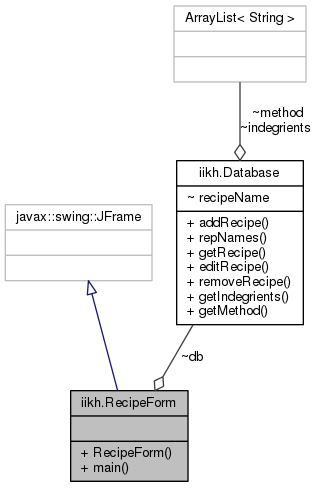 ArrayList< String >
~method
~indegrients
iikh.Database
~ recipeName
+ addRecipe()
+ repNames()
+ getRecipe()
+ editRecipe()
+ removeRecipe()
+ getIndegrients()
+ getMethod()
javax::swing::JFrame
~db
iikh.RecipeForm
+ RecipeForm()
+ main()